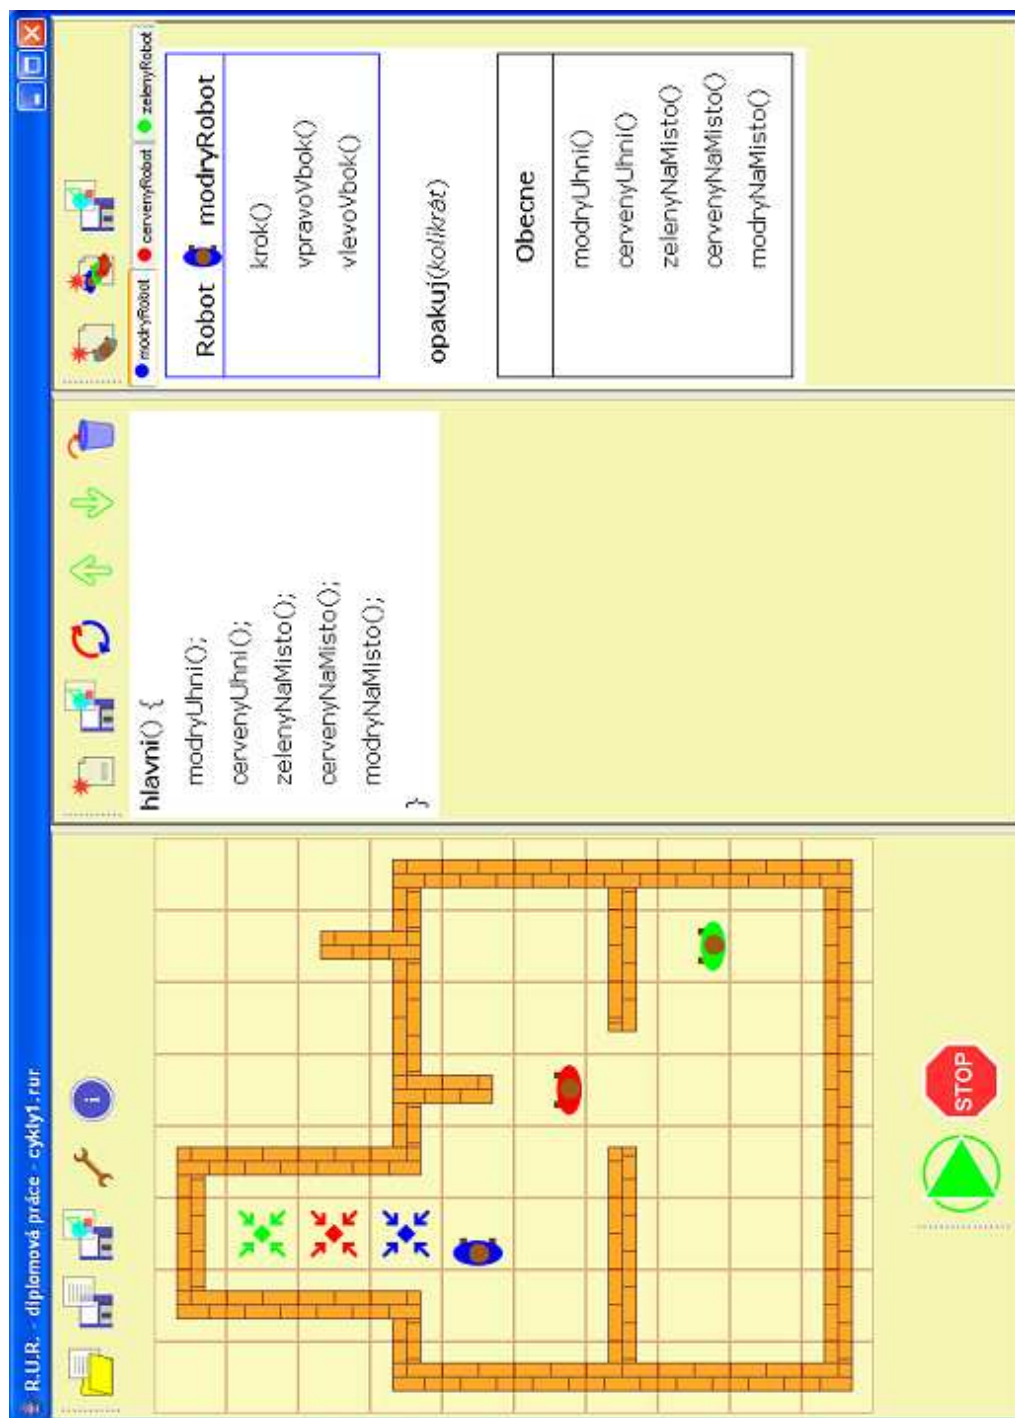 R.U.R. - diplomová práce - cykly1.rur
STOP
hlavni() {
modryUhni();
cervenyUhni();
zelenyNaMisto();
cervenyNaMisto();
modryNaMisto();
}
modryRobot cervenyRobot zelenyRobot
Robot modryRobot
krok()
vpravoVbok()
vlevoVbok()
opakuj(kolikrát)
Obecne
modryUhni()
cervenyUhni()
zelenyNaMisto()
cervenyNaMisto()
modryNaMisto()